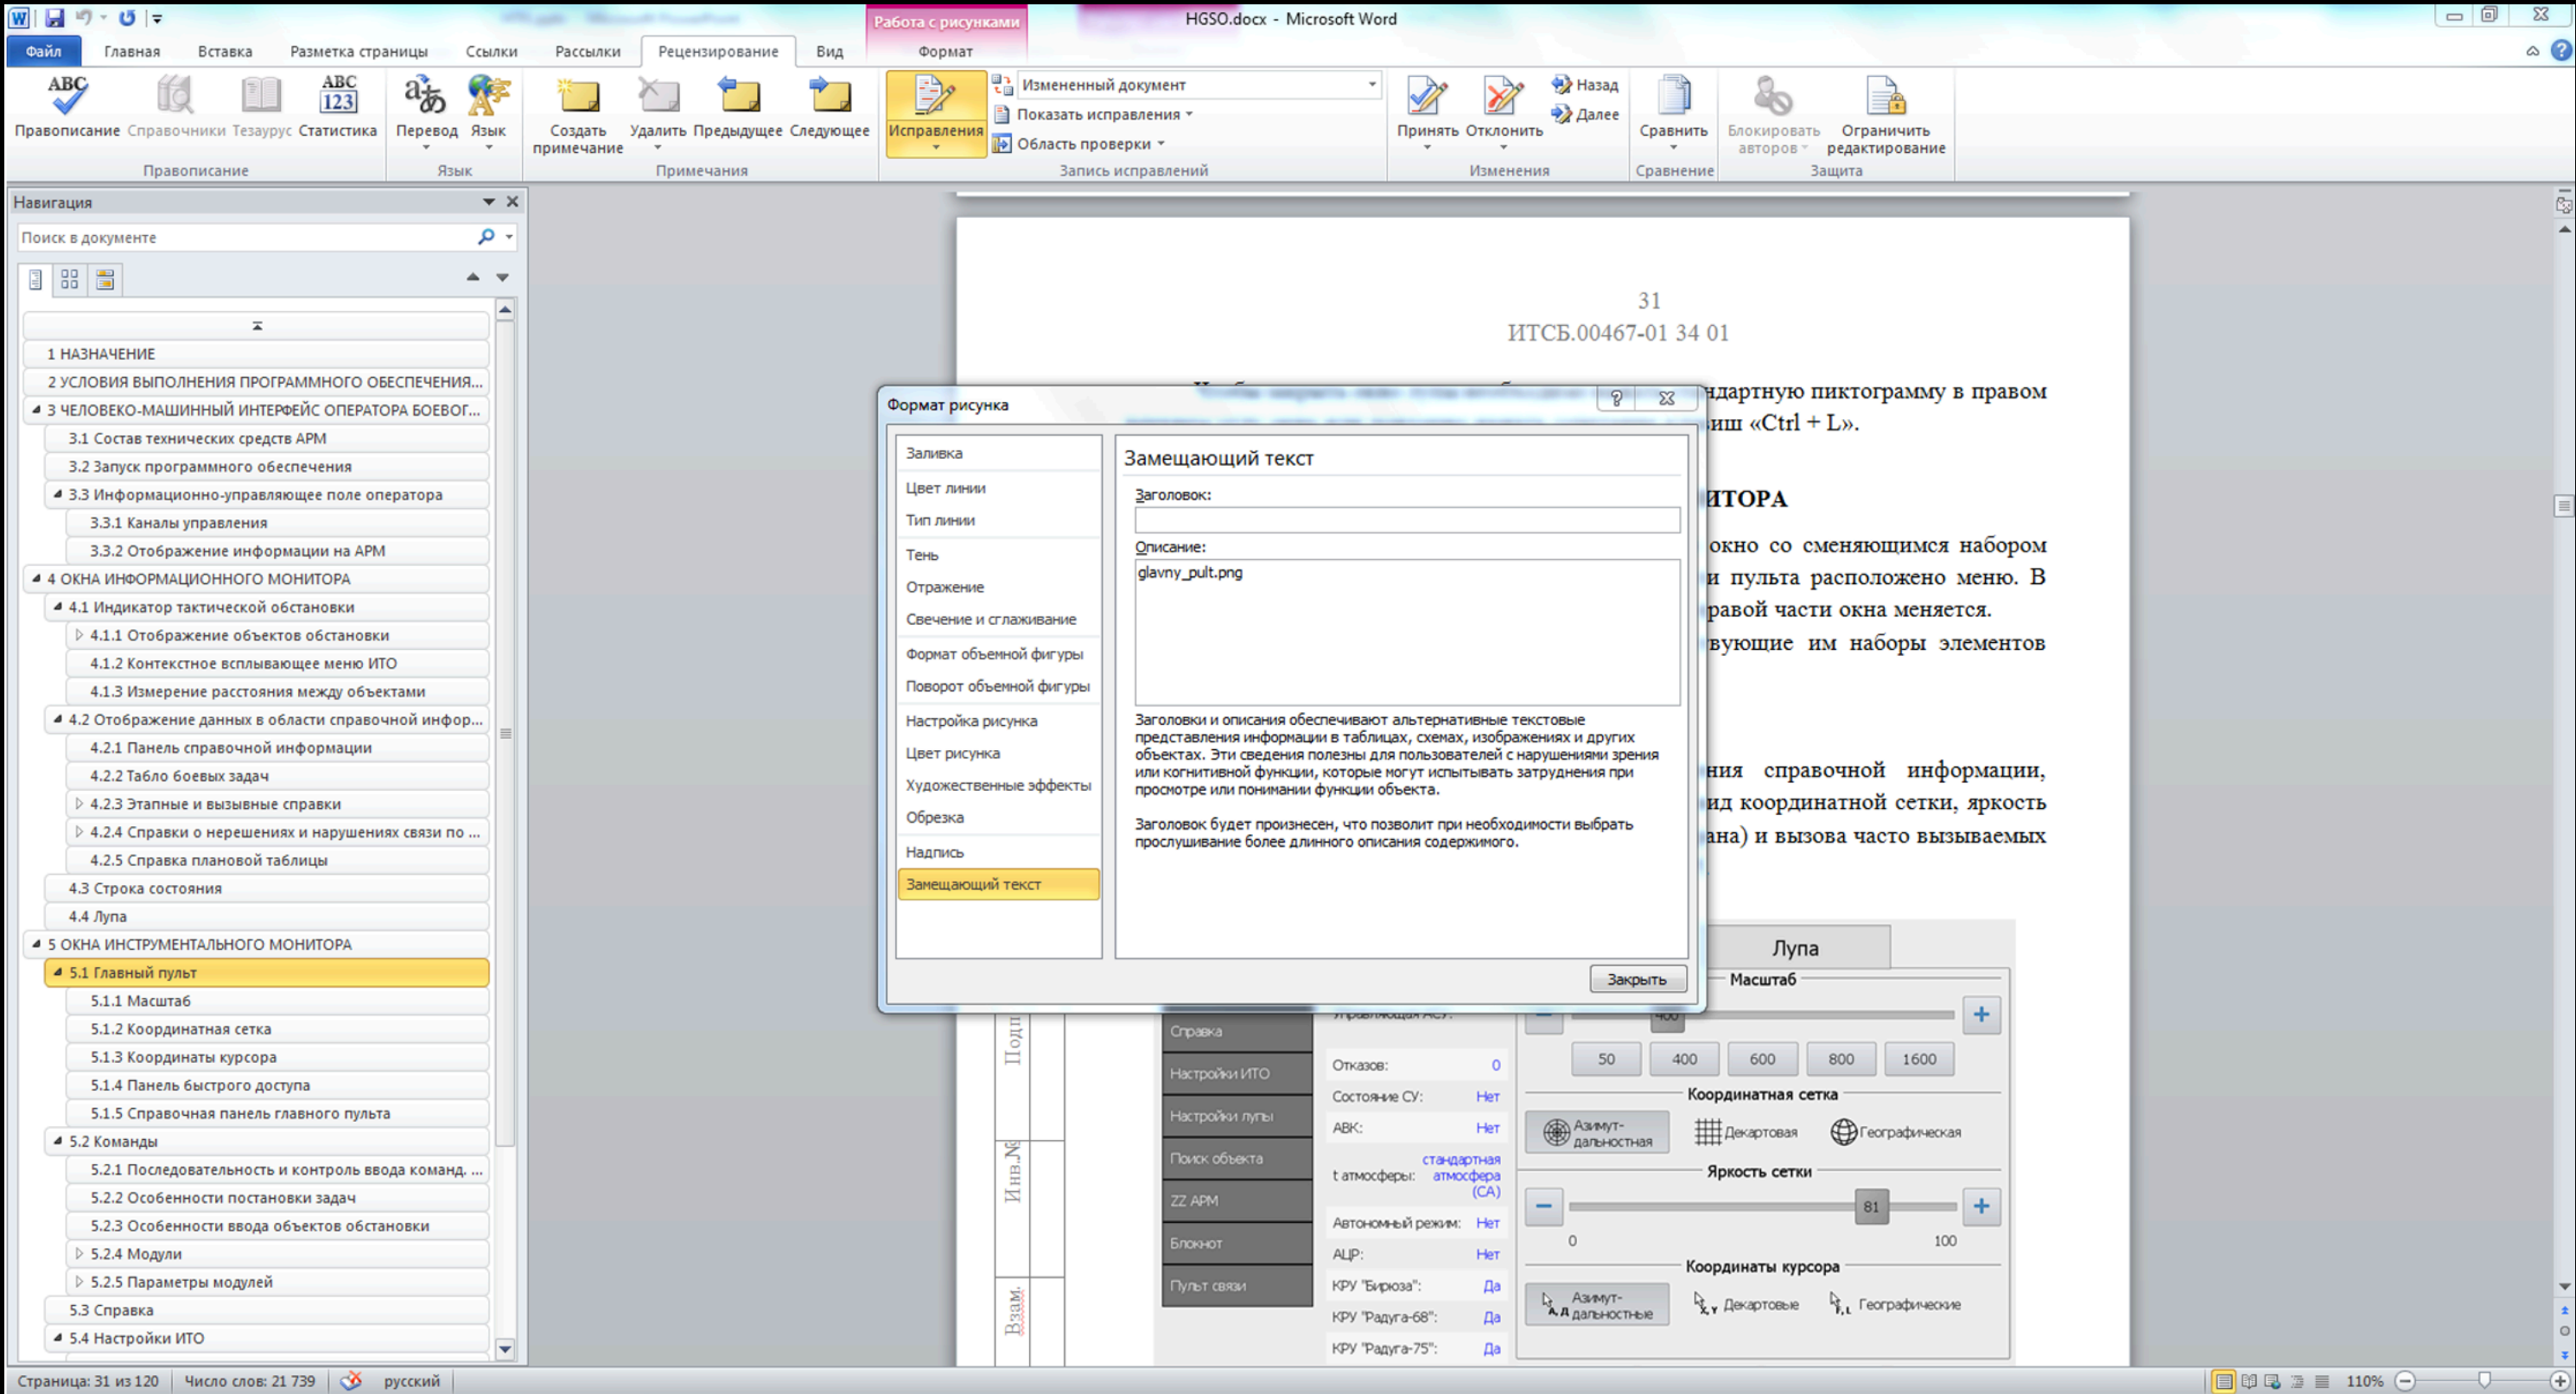 Работа с рисунками
HGSO.docx - Microsoft Word
Файл Главная Вставка Разметка страницы Ссылки Рассылки Рецензирование Вид Формат
Правописание Справочники Тезаурус Статистика
Правописание
Перевод Язык
Язык
Создать примечание Удалить Предыдущее Следующее
Примечания
Исправления
Измененный документ
Показать исправления
Область проверки
Запись исправлений
Принять Отклонить
Назад
Далее
Изменения
Сравнить
Сравнение
Блокировать авторов Ограничить редактирование
Защита
Навигация
Поиск в документе
1 НАЗНАЧЕНИЕ
2 УСЛОВИЯ ВЫПОЛНЕНИЯ ПРОГРАММНОГО ОБЕСПЕЧЕНИЯ...
3 ЧЕЛОВЕКО-МАШИННЫЙ ИНТЕРФЕЙС ОПЕРАТОРА БОЕВОГ...
3.1 Состав технических средств АРМ
3.2 Запуск программного обеспечения
3.3 Информационно-управляющее поле оператора
3.3.1 Каналы управления
3.3.2 Отображение информации на АРМ
4 ОКНА ИНФОРМАЦИОННОГО МОНИТОРА
4.1 Индикатор тактической обстановки
4.1.1 Отображение объектов обстановки
4.1.2 Контекстное всплывающее меню ИТО
4.1.3 Измерение расстояния между объектами
4.2 Отображение данных в области справочной инфор...
4.2.1 Панель справочной информации
4.2.2 Табло боевых задач
4.2.3 Этапные и вызывные справки
4.2.4 Справки о нерешениях и нарушениях связи по ...
4.2.5 Справка плановой таблицы
4.3 Строка состояния
4.4 Лупа
5 ОКНА ИНСТРУМЕНТАЛЬНОГО МОНИТОРА
5.1 Главный пульт
5.1.1 Масштаб
5.1.2 Координатная сетка
5.1.3 Координаты курсора
5.1.4 Панель быстрого доступа
5.1.5 Справочная панель главного пульта
5.2 Команды
5.2.1 Последовательность и контроль ввода команд. ...
5.2.2 Особенности постановки задач
5.2.3 Особенности ввода объектов обстановки
5.2.4 Модули
5.2.5 Параметры модулей
5.3 Справка
5.4 Настройки ИТО
31
ИТСБ.00467-01 34 01
ндартную пиктограмму в правом
иш «Ctrl + L».
ИТОРА
окно со сменяющимся набором
и пульта расположено меню. В
равой части окна меняется.
вующие им наборы элементов
ния справочной информации,
ид координатной сетки, яркость
ана) и вызова часто вызываемых
Формат рисунка
Заливка
Цвет линии
Тип линии
Тень
Отражение
Свечение и сглаживание
Формат объемной фигуры
Поворот объемной фигуры
Настройка рисунка
Цвет рисунка
Художественные эффекты
Обрезка
Надпись
Замещающий текст
Замещающий текст
Заголовок:
Описание:
glavny_pult.png
Заголовки и описания обеспечивают альтернативные текстовые
представления информации в таблицах, схемах, изображениях и других
объектах. Эти сведения полезны для пользователей с нарушениями зрения
или когнитивной функции, которые могут испытывать затруднения при
просмотре или понимании функции объекта.
Заголовок будет произнесен, что позволит при необходимости выбрать
прослушивание более длинного описания содержимого.
Закрыть
Подп
Инв.№
Взам.
Справка
Настройки ИТО
Настройки лупы
Поиск объекта
ZZ АРМ
Блокнот
Пульт связи
Отказов: 0
Состояние СУ: Нет
АВК: Нет
t атмосферы: стандартная атмосфера (СА)
Автономный режим: Нет
АЦР: Нет
КРУ "Бирюза": Да
КРУ "Радуга-68": Да
КРУ "Радуга-75": Да
Лупа
Масштаб
400
50 400 600 800 1600
Координатная сетка
Азимут-дальностная Декартовая Географическая
Яркость сетки
81
0 100
Координаты курсора
Азимут-дальностные Декартовые Географические
Страница: 31 из 120 Число слов: 21 739 русский 110%